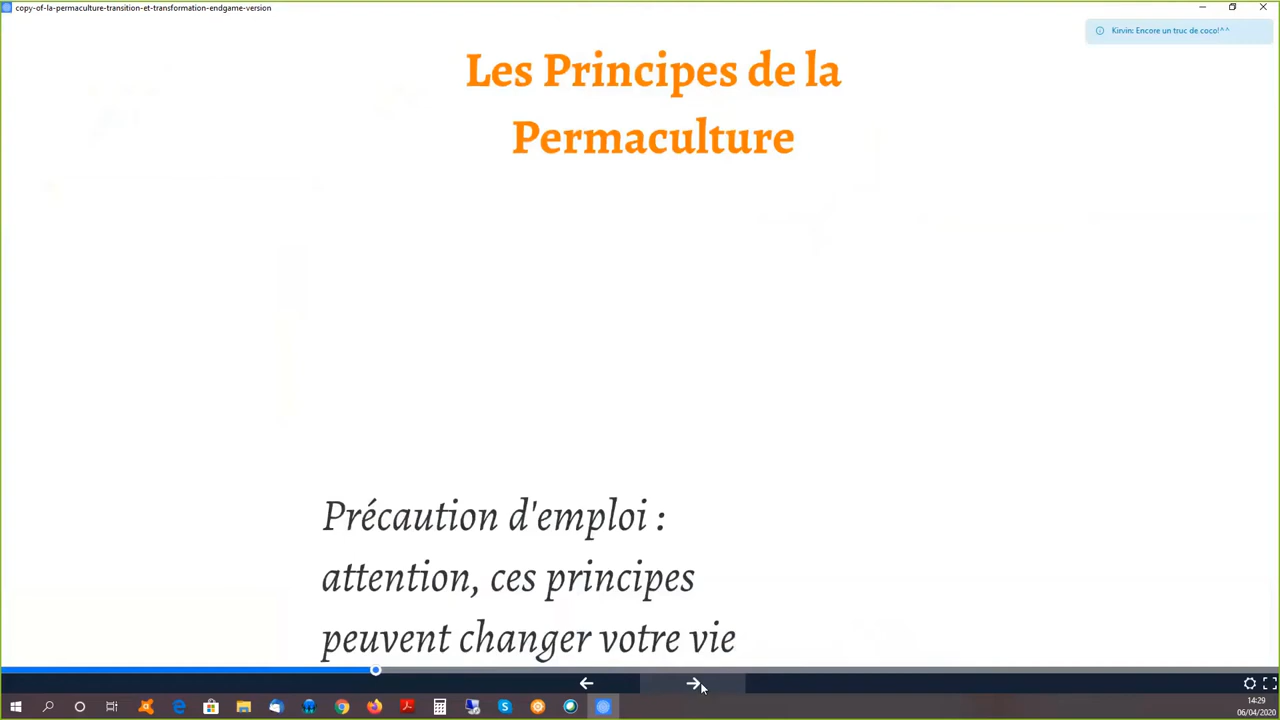 copy-of-la-permaculture-transition-et-transformation-endgame-version
Kirvin: Encore un truc de coco!^^
Les Principes de la
Permaculture
Précaution d'emploi :
attention, ces principes
peuvent changer votre vie
14:29
06/04/2020